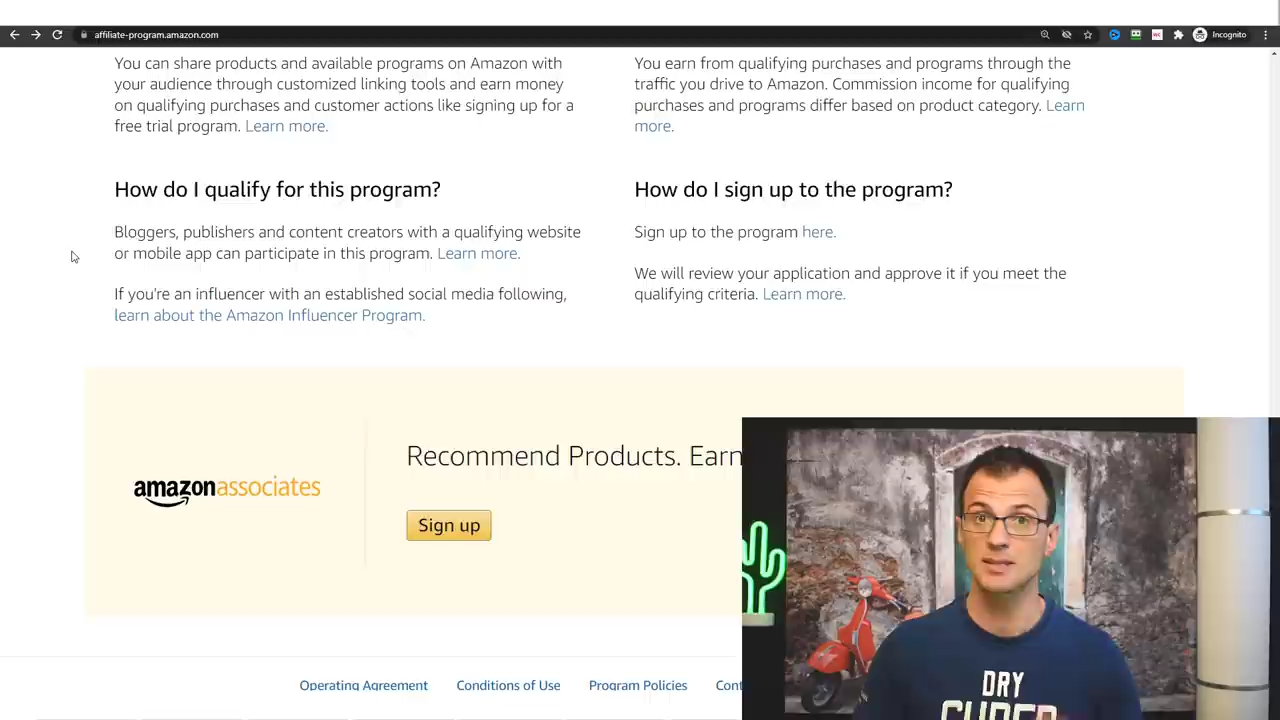 affiliate-program.amazon.com
Incognito
You can share products and available programs on Amazon with
your audience through customized linking tools and earn money
on qualifying purchases and customer actions like signing up for a
free trial program. Learn more.
You earn from qualifying purchases and programs through the
traffic you drive to Amazon. Commission income for qualifying
purchases and programs differ based on product category. Learn
more.
How do I qualify for this program?
Bloggers, publishers and content creators with a qualifying website
or mobile app can participate in this program. Learn more.
If you're an influencer with an established social media following,
learn about the Amazon Influencer Program.
How do I sign up to the program?
Sign up to the program here.
We will review your application and approve it if you meet the
qualifying criteria. Learn more.
amazonassociates
Recommend Products. Earn
Sign up
Operating Agreement
Conditions of Use
Program Policies
Cont
DRY